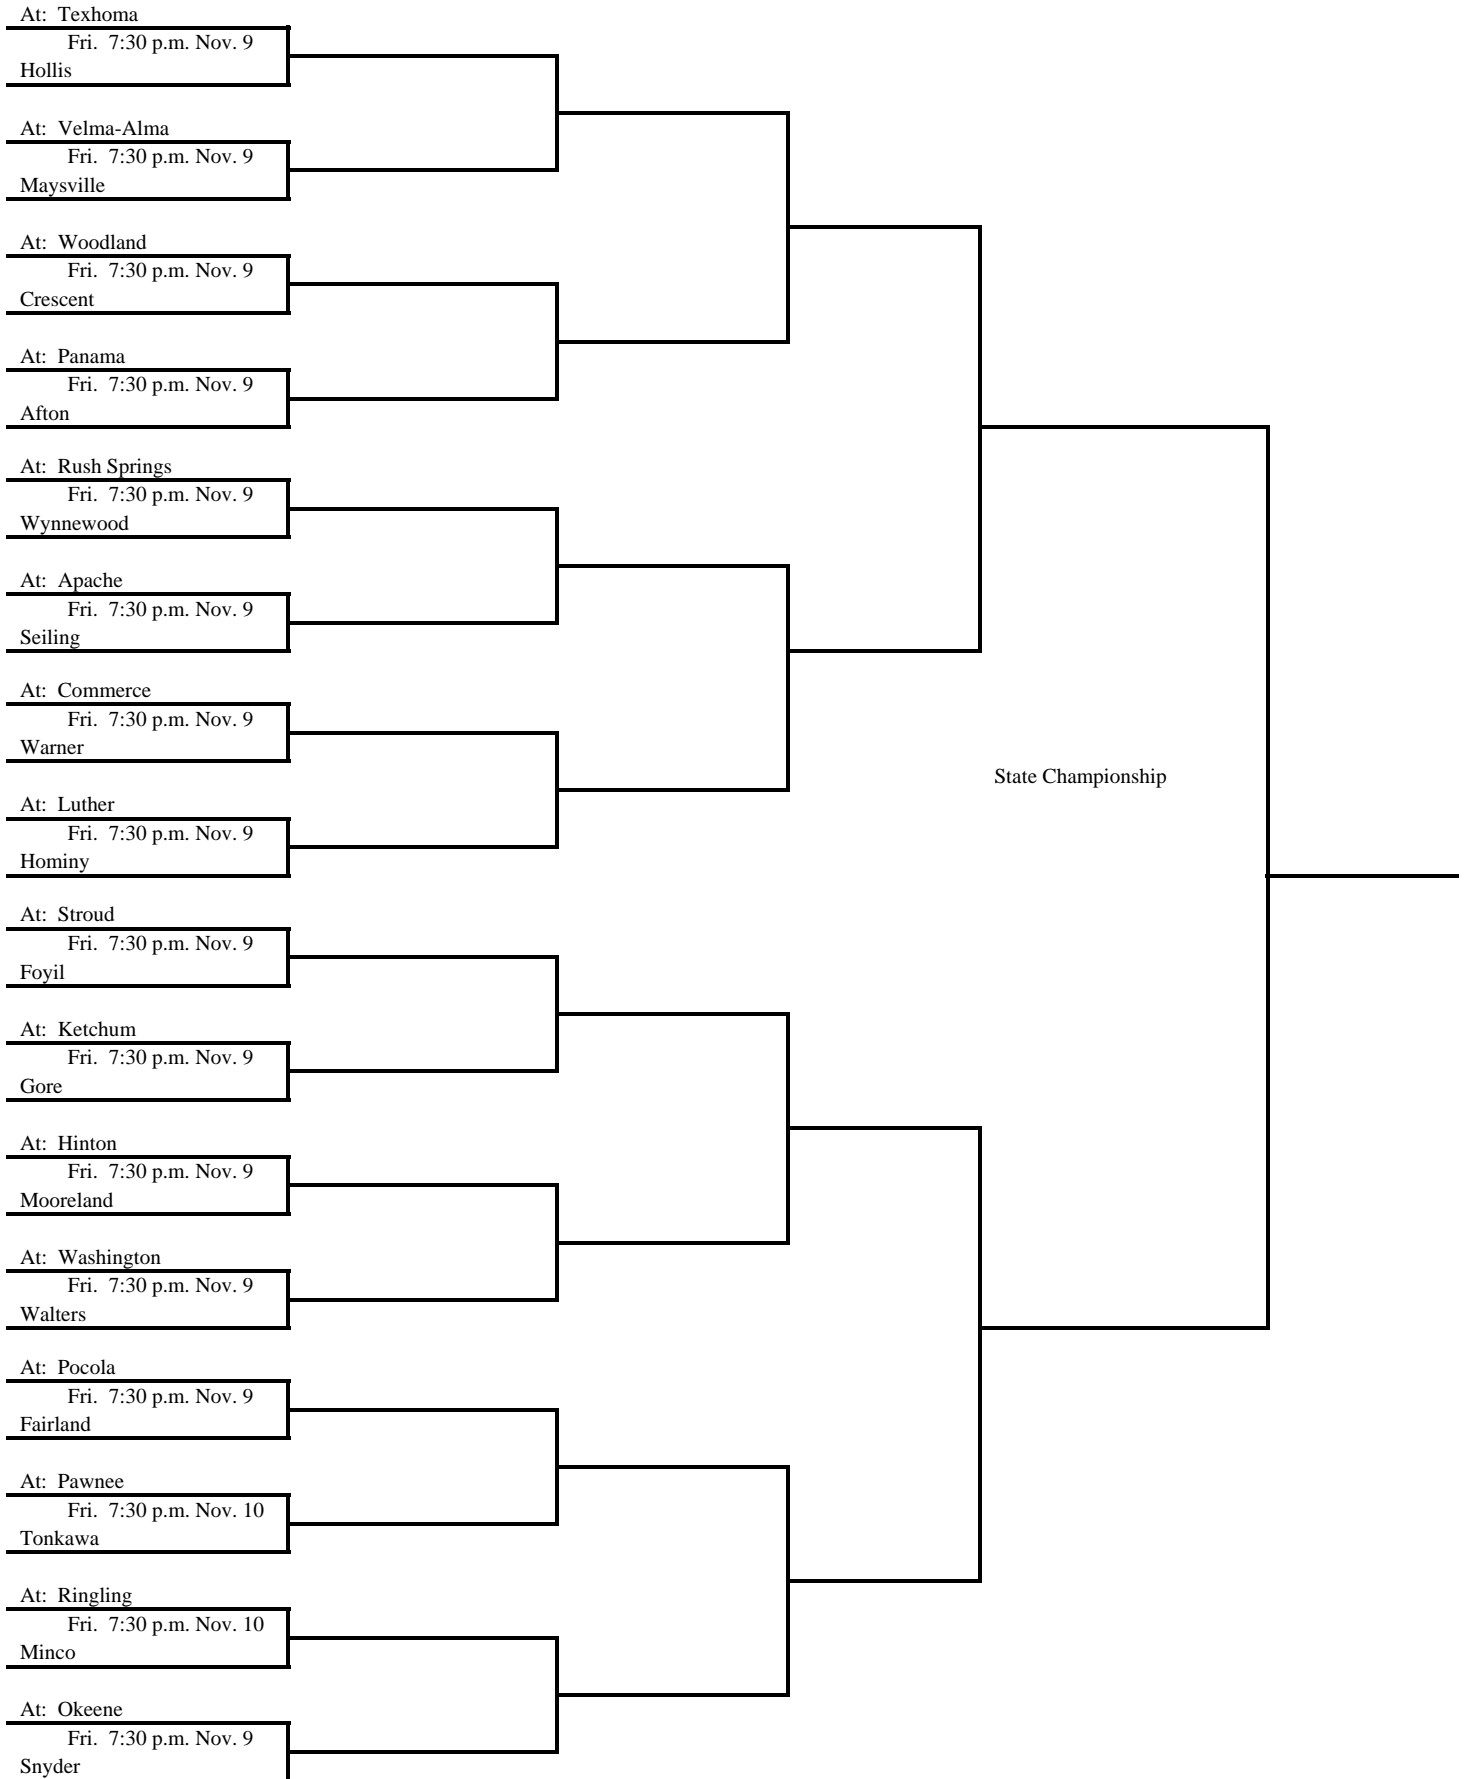 At: Texhoma
Fri. 7:30 p.m. Nov. 9
Hollis
At: Velma-Alma
Fri. 7:30 p.m. Nov. 9
Maysville
At: Woodland
Fri. 7:30 p.m. Nov. 9
Crescent
At: Panama
Fri. 7:30 p.m. Nov. 9
Afton
At: Rush Springs
Fri. 7:30 p.m. Nov. 9
Wynnewood
At: Apache
Fri. 7:30 p.m. Nov. 9
Seiling
At: Commerce
Fri. 7:30 p.m. Nov. 9
Warner
State Championship
At: Luther
Fri. 7:30 p.m. Nov. 9
Hominy
At: Stroud
Fri. 7:30 p.m. Nov. 9
Foyil
At: Ketchum
Fri. 7:30 p.m. Nov. 9
Gore
At: Hinton
Fri. 7:30 p.m. Nov. 9
Mooreland
At: Washington
Fri. 7:30 p.m. Nov. 9
Walters
At: Pocola
Fri. 7:30 p.m. Nov. 9
Fairland
At: Pawnee
Fri. 7:30 p.m. Nov. 10
Tonkawa
At: Ringling
Fri. 7:30 p.m. Nov. 10
Minco
At: Okeene
Fri. 7:30 p.m. Nov. 9
Snyder